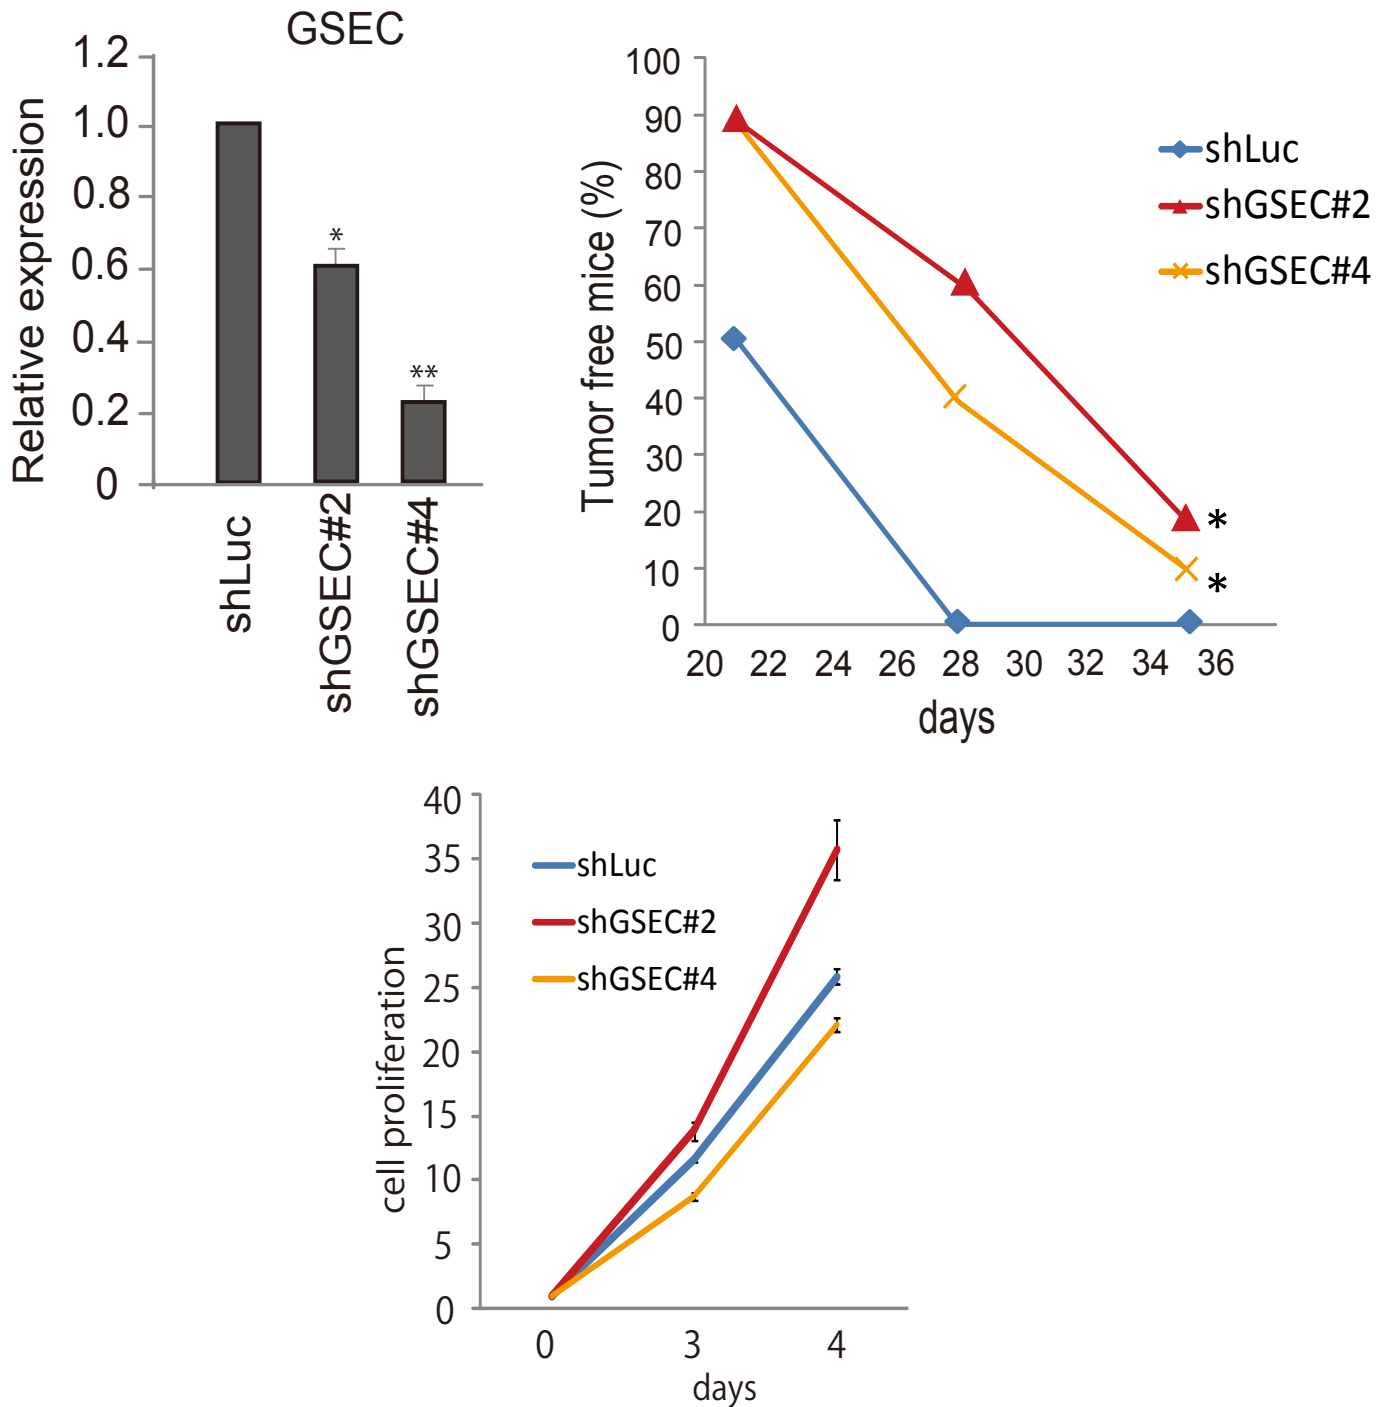 GSEC
Relative expression
1.2
1.0
0.8
0.6
0.4
0.2
0
*
**
shLuc
shGSEC#2
shGSEC#4
Tumor free mice (%)
100
90
80
70
60
50
40
30
20
10
0
20 22 24 26 28 30 32 34 36
days
shLuc
shGSEC#2
shGSEC#4
*
*
cell proliferation
40
35
30
25
20
15
10
5
0
0 3 4
days
shLuc
shGSEC#2
shGSEC#4